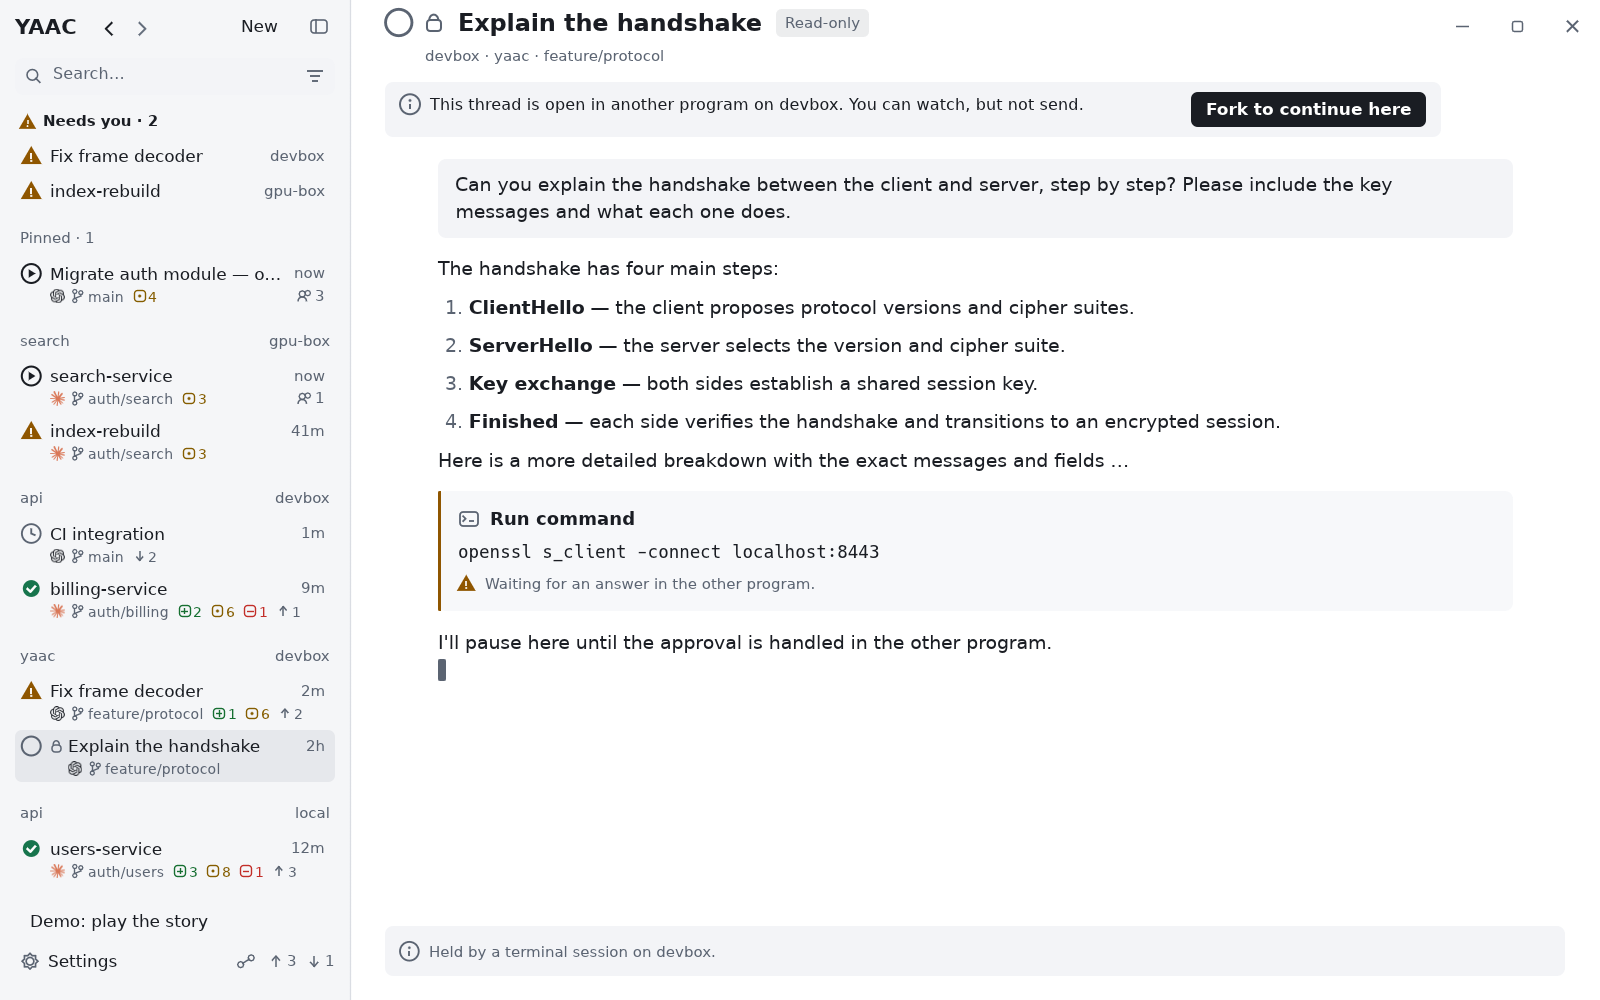 YAAC
New
Search...
Needs you · 2
Fix frame decoder devbox
index-rebuild gpu-box
Pinned · 1
Migrate auth module — o... now
main 4 3
search gpu-box
search-service now
auth/search 3 1
index-rebuild 41m
auth/search 3
api devbox
CI integration 1m
main ↓2
billing-service 9m
auth/billing 2 6 1 ↑1
yaac devbox
Fix frame decoder 2m
feature/protocol 1 6 ↑2
Explain the handshake 2h
feature/protocol
api local
users-service 12m
auth/users 3 8 1 ↑3
Demo: play the story
Settings ↑3 ↓1
Explain the handshake Read-only
devbox · yaac · feature/protocol
This thread is open in another program on devbox. You can watch, but not send. Fork to continue here
Can you explain the handshake between the client and server, step by step? Please include the key
messages and what each one does.
The handshake has four main steps:
1. ClientHello — the client proposes protocol versions and cipher suites.
2. ServerHello — the server selects the version and cipher suite.
3. Key exchange — both sides establish a shared session key.
4. Finished — each side verifies the handshake and transitions to an encrypted session.
Here is a more detailed breakdown with the exact messages and fields ...
Run command
openssl s_client -connect localhost:8443
Waiting for an answer in the other program.
I'll pause here until the approval is handled in the other program.
Held by a terminal session on devbox.